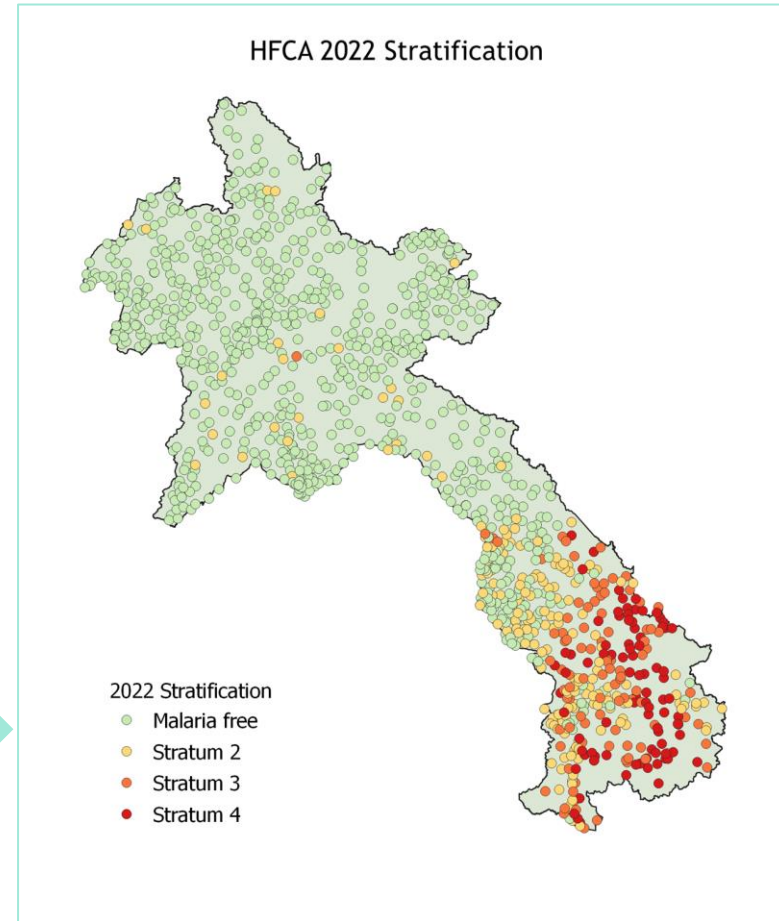 HFCA 2022 Stratification
2022 Stratification
Malaria free
Stratum 2
Stratum 3
Stratum 4